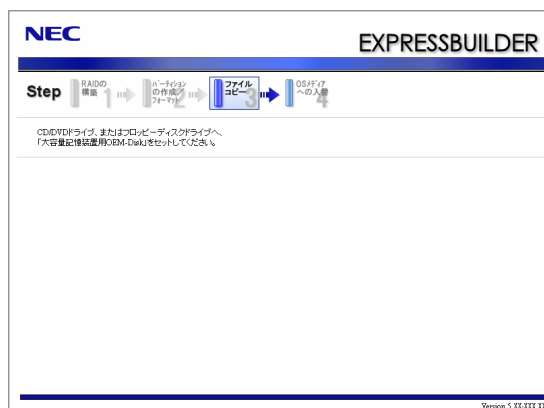 NEC
EXPRESSBUILDER
Step
RAIDの
構築
1
パーティション
の作成/
フォーマット
2
ファイル
コピー
3
OSメディア
への入替
4
CD/DVDドライブ、またはフロッピーディスクドライブへ、
「大容量記憶装置用OEM-Disk」をセットしてください。